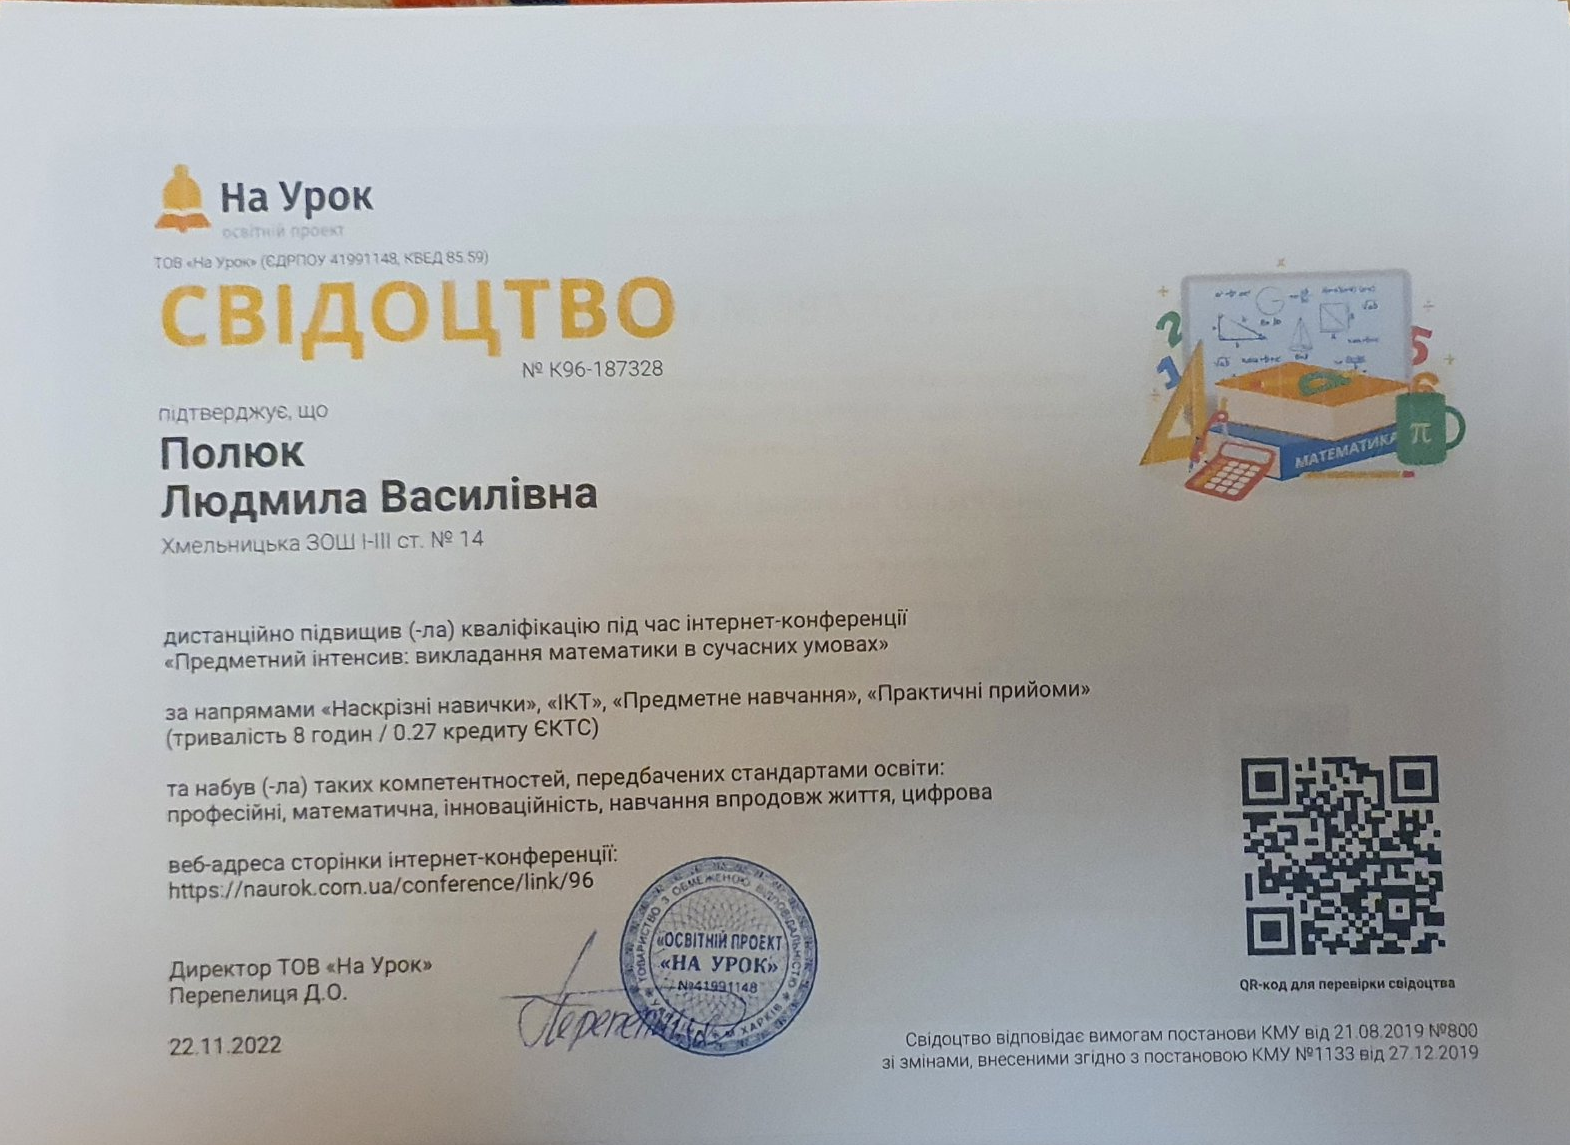 На Урок
освітній проект
ТОВ «На Урок» (ЄДРПОУ 41991148, КВЕД 85.59)
СВІДОЦТВО
№ К96-187328
підтверджує, що
Полюк
Людмила Василівна
Хмельницька ЗОШ І-ІІІ ст. № 14
дистанційно підвищив (-ла) кваліфікацію під час інтернет-конференції
«Предметний інтенсив: викладання математики в сучасних умовах»
за напрямами «Наскрізні навички», «ІКТ», «Предметне навчання», «Практичні прийоми»
(тривалість 8 годин / 0.27 кредиту ЄКТС)
та набув (-ла) таких компетентностей, передбачених стандартами освіти:
професійні, математична, інноваційність, навчання впродовж життя, цифрова
веб-адреса сторінки інтернет-конференції:
https://naurok.com.ua/conference/link/96
Директор ТОВ «На Урок»
Перепелиця Д.О.
22.11.2022
ТОВАРИСТВО З ОБМЕЖЕНОЮ ВІДПОВІДАЛЬНІСТЮ
«ОСВІТНІЙ ПРОЕКТ
«НА УРОК»
№41991148
М ХАРКІВ
2
1
5
6
МАТЕМАТИКА
π
QR-код для перевірки свідоцтва
Свідоцтво відповідає вимогам постанови КМУ від 21.08.2019 №800
зі змінами, внесеними згідно з постановою КМУ №1133 від 27.12.2019